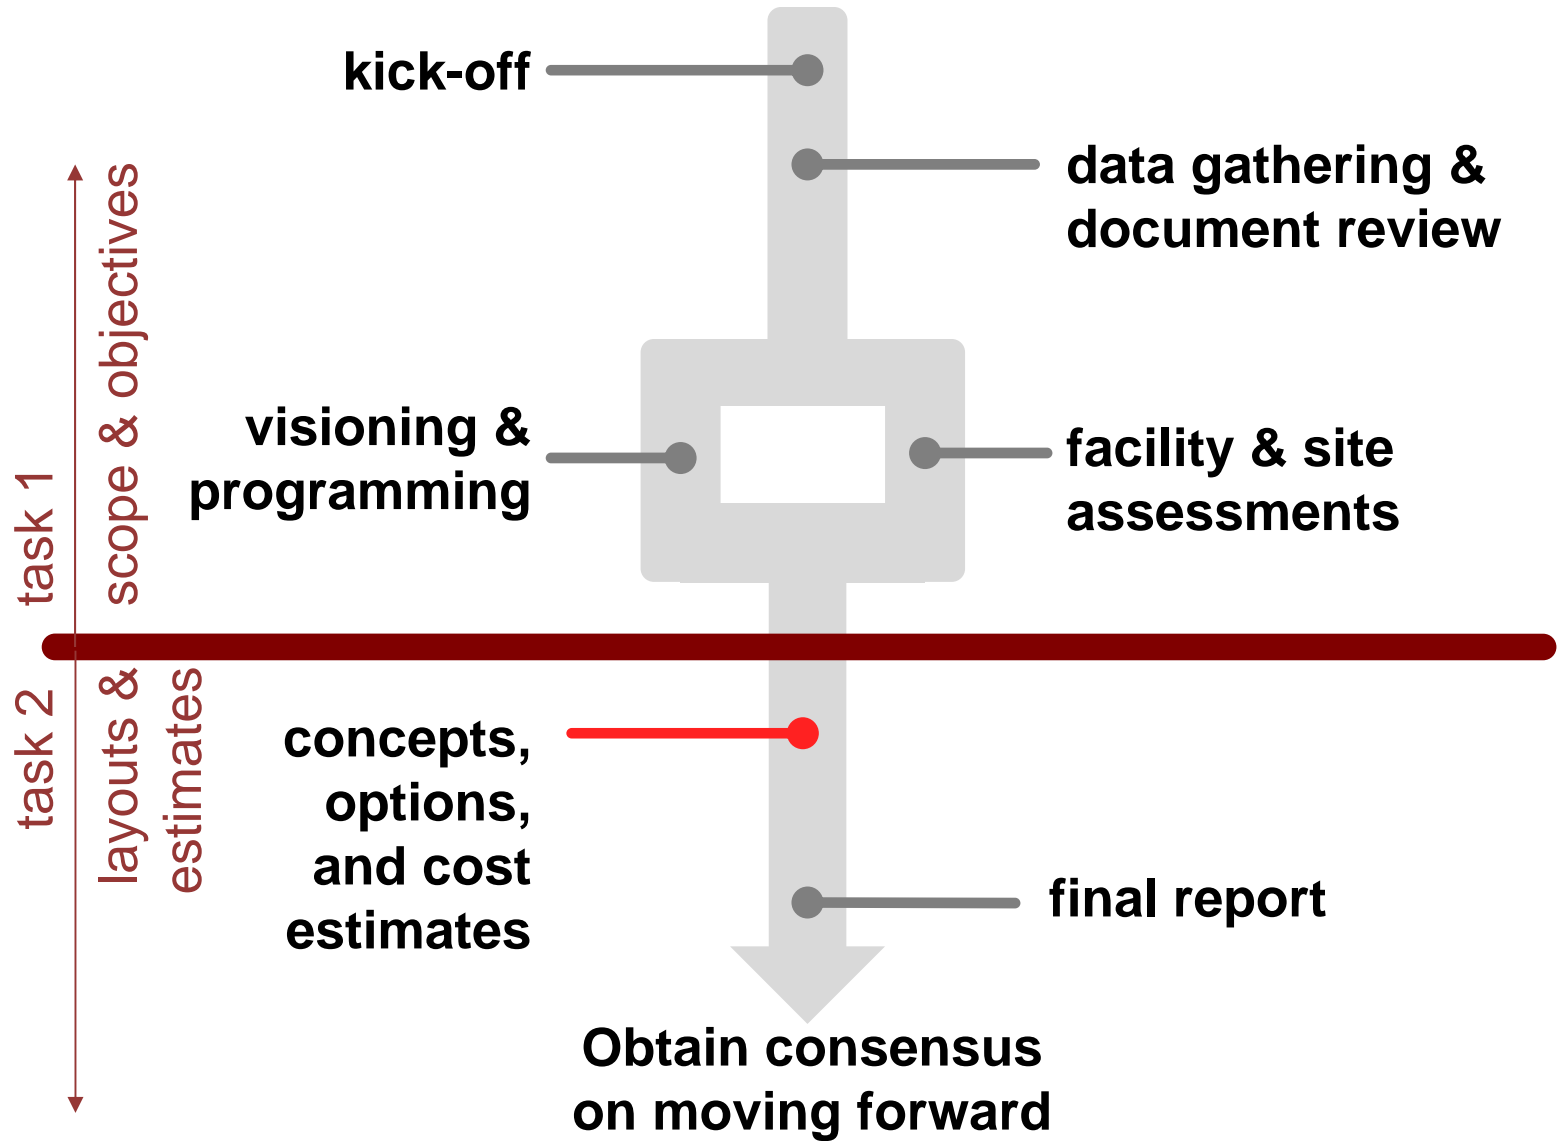 kick-off
data gathering &
document review
task 1
scope & objectives
visioning &
programming
facility & site
assessments
task 2
layouts &
estimates
concepts,
options,
and cost
estimates
final report
Obtain consensus
on moving forward